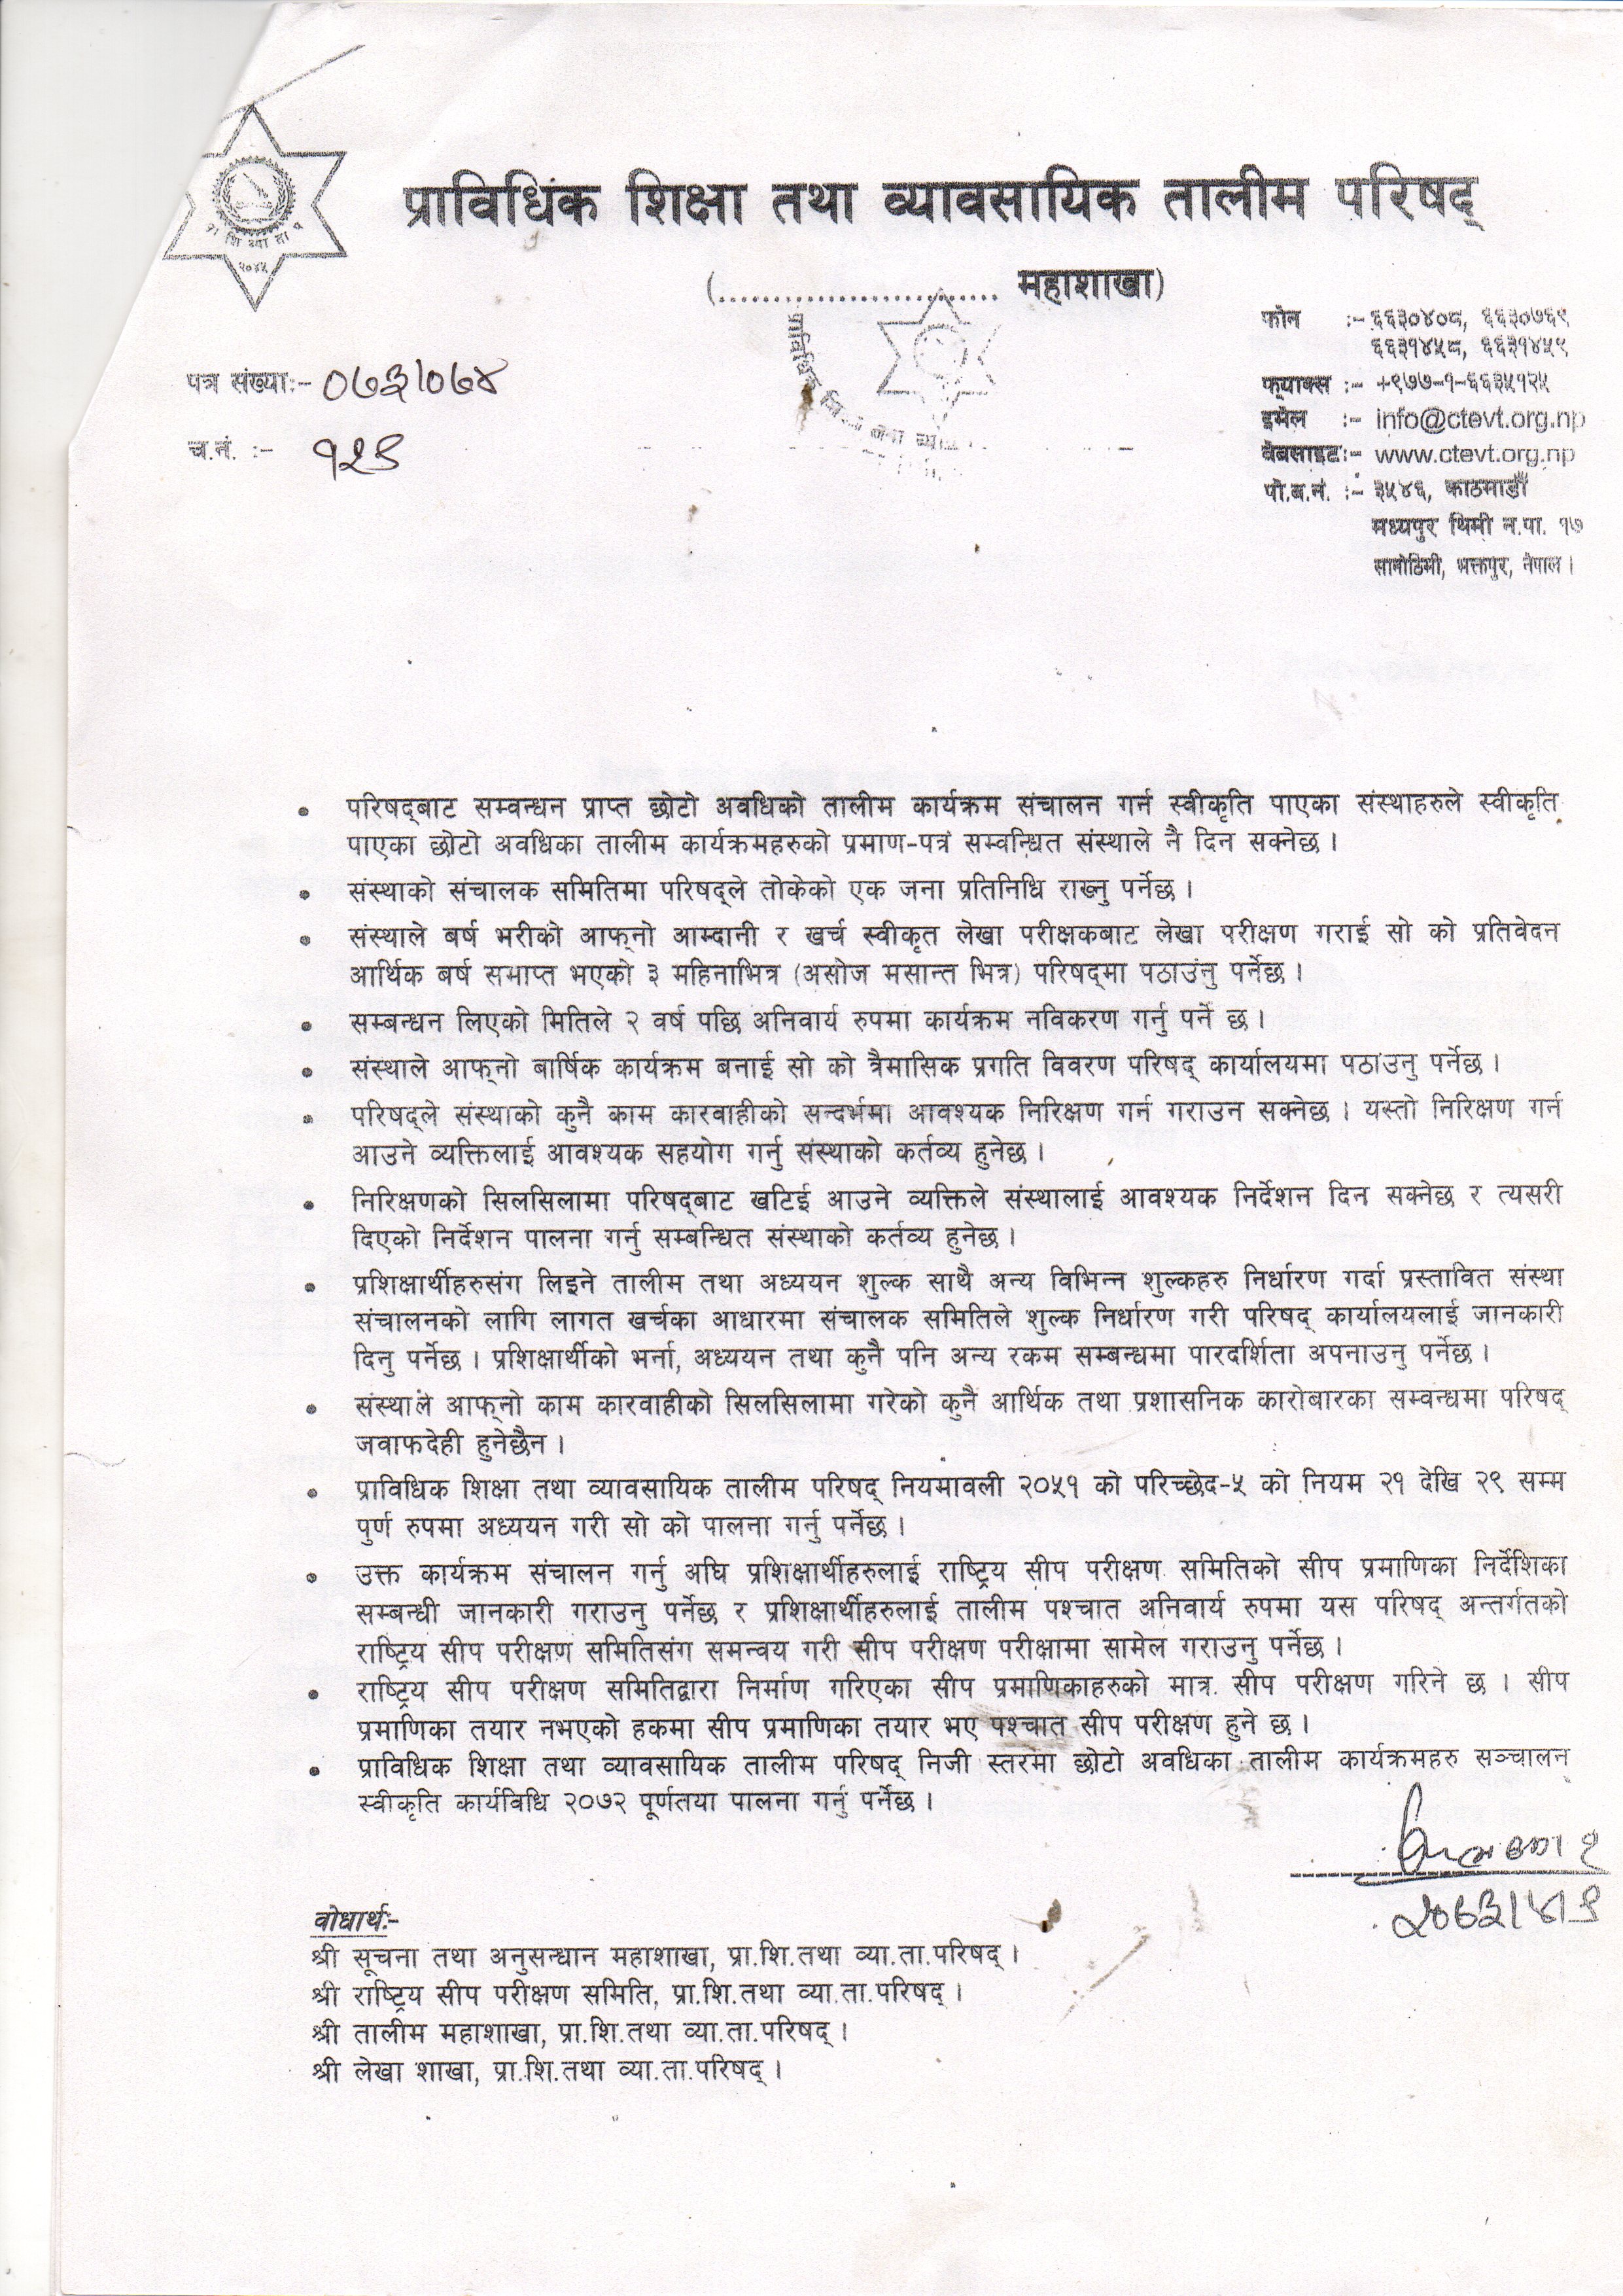 प्राविधिक शिक्षा तथा व्यावसायिक तालीम परिषद्
(............................ महाशाखा)
२०४५
फोन :- ६६३०४०८, ६६३०७६९
६६३१४५८, ६६३१४५९
फ्याक्स :- +९७७-१-६६३५१२५
इमेल :- info@ctevt.org.np
वेबसाइट:- www.ctevt.org.np
पो.ब.नं. :- ३५४६, काठमाडौं
मध्यपुर थिमी न.पा. १७
सानोठिमी, भक्तपुर, नेपाल ।
पत्र संख्याः- ०७३।०७४
च.नं. :- १२९
• परिषद्‌बाट सम्वन्धन प्राप्त छोटो अवधिको तालीम कार्यक्रम संचालन गर्न स्वीकृति पाएका संस्थाहरुले स्वीकृति
पाएका छोटो अवधिका तालीम कार्यक्रमहरुको प्रमाण-पत्र सम्वन्धित संस्थाले नै दिन सक्नेछ ।
• संस्थाको संचालक समितिमा परिषद्‌ले तोकेको एक जना प्रतिनिधि राख्नु पर्नेछ ।
• संस्थाले बर्ष भरीको आफ्‌नो आम्दानी र खर्च स्वीकृत लेखा परीक्षकबाट लेखा परीक्षण गराई सो को प्रतिवेदन
आर्थिक बर्ष समाप्त भएको ३ महिनाभित्र (असोज मसान्त भित्र) परिषद्‌मा पठाउनु पर्नेछ ।
• सम्बन्धन लिएको मितिले २ वर्ष पछि अनिवार्य रुपमा कार्यक्रम नविकरण गर्नु पर्ने छ ।
• संस्थाले आफ्‌नो बार्षिक कार्यक्रम बनाई सो को त्रैमासिक प्रगति विवरण परिषद् कार्यालयमा पठाउनु पर्नेछ ।
• परिषद्‌ले संस्थाको कुनै काम कारवाहीको सन्दर्भमा आवश्यक निरिक्षण गर्न गराउन सक्नेछ । यस्तो निरिक्षण गर्न
आउने व्यक्तिलाई आवश्यक सहयोग गर्नु संस्थाको कर्तव्य हुनेछ ।
• निरिक्षणको सिलसिलामा परिषद्‌बाट खटिई आउने व्यक्तिले संस्थालाई आवश्यक निर्देशन दिन सक्नेछ र त्यसरी
दिएको निर्देशन पालना गर्नु सम्बन्धित संस्थाको कर्तव्य हुनेछ ।
• प्रशिक्षार्थीहरुसंग लिइने तालीम तथा अध्ययन शुल्क साथै अन्य विभिन्न शुल्कहरु निर्धारण गर्दा प्रस्तावित संस्था
संचालनको लागि लागत खर्चका आधारमा संचालक समितिले शुल्क निर्धारण गरी परिषद् कार्यालयलाई जानकारी
दिनु पर्नेछ । प्रशिक्षार्थीको भर्ना, अध्ययन तथा कुनै पनि अन्य रकम सम्बन्धमा पारदर्शिता अपनाउनु पर्नेछ ।
• संस्थाले आफ्‌नो काम कारवाहीको सिलसिलामा गरेको कुनै आर्थिक तथा प्रशासनिक कारोबारका सम्वन्धमा परिषद्
जवाफदेही हुनेछैन ।
• प्राविधिक शिक्षा तथा व्यावसायिक तालीम परिषद् नियमावली २०५१ को परिच्छेद-५ को नियम २१ देखि २९ सम्म
पुर्ण रुपमा अध्ययन गरी सो को पालना गर्नु पर्नेछ ।
• उक्त कार्यक्रम संचालन गर्नु अघि प्रशिक्षार्थीहरुलाई राष्ट्रिय सीप परीक्षण समितिको सीप प्रमाणिका निर्देशिका
सम्बन्धी जानकारी गराउनु पर्नेछ र प्रशिक्षार्थीहरुलाई तालीम पश्चात अनिवार्य रुपमा यस परिषद् अन्तर्गतको
राष्ट्रिय सीप परीक्षण समितिसंग समन्वय गरी सीप परीक्षण परीक्षामा सामेल गराउनु पर्नेछ ।
• राष्ट्रिय सीप परीक्षण समितिद्वारा निर्माण गरिएका सीप प्रमाणिकाहरुको मात्र सीप परीक्षण गरिने छ । सीप
प्रमाणिका तयार नभएको हकमा सीप प्रमाणिका तयार भए पश्चात सीप परीक्षण हुने छ ।
• प्राविधिक शिक्षा तथा व्यावसायिक तालीम परिषद् निजी स्तरमा छोटो अवधिका तालीम कार्यक्रमहरु सञ्चालन
स्वीकृति कार्यविधि २०७२ पूर्णतया पालना गर्नु पर्नेछ ।
२०७३।४।९
वोधार्थः-
श्री सूचना तथा अनुसन्धान महाशाखा, प्रा.शि.तथा व्या.ता.परिषद् ।
श्री राष्ट्रिय सीप परीक्षण समिति, प्रा.शि.तथा व्या.ता.परिषद् ।
श्री तालीम महाशाखा, प्रा.शि.तथा व्या.ता.परिषद् ।
श्री लेखा शाखा, प्रा.शि.तथा व्या.ता.परिषद् ।